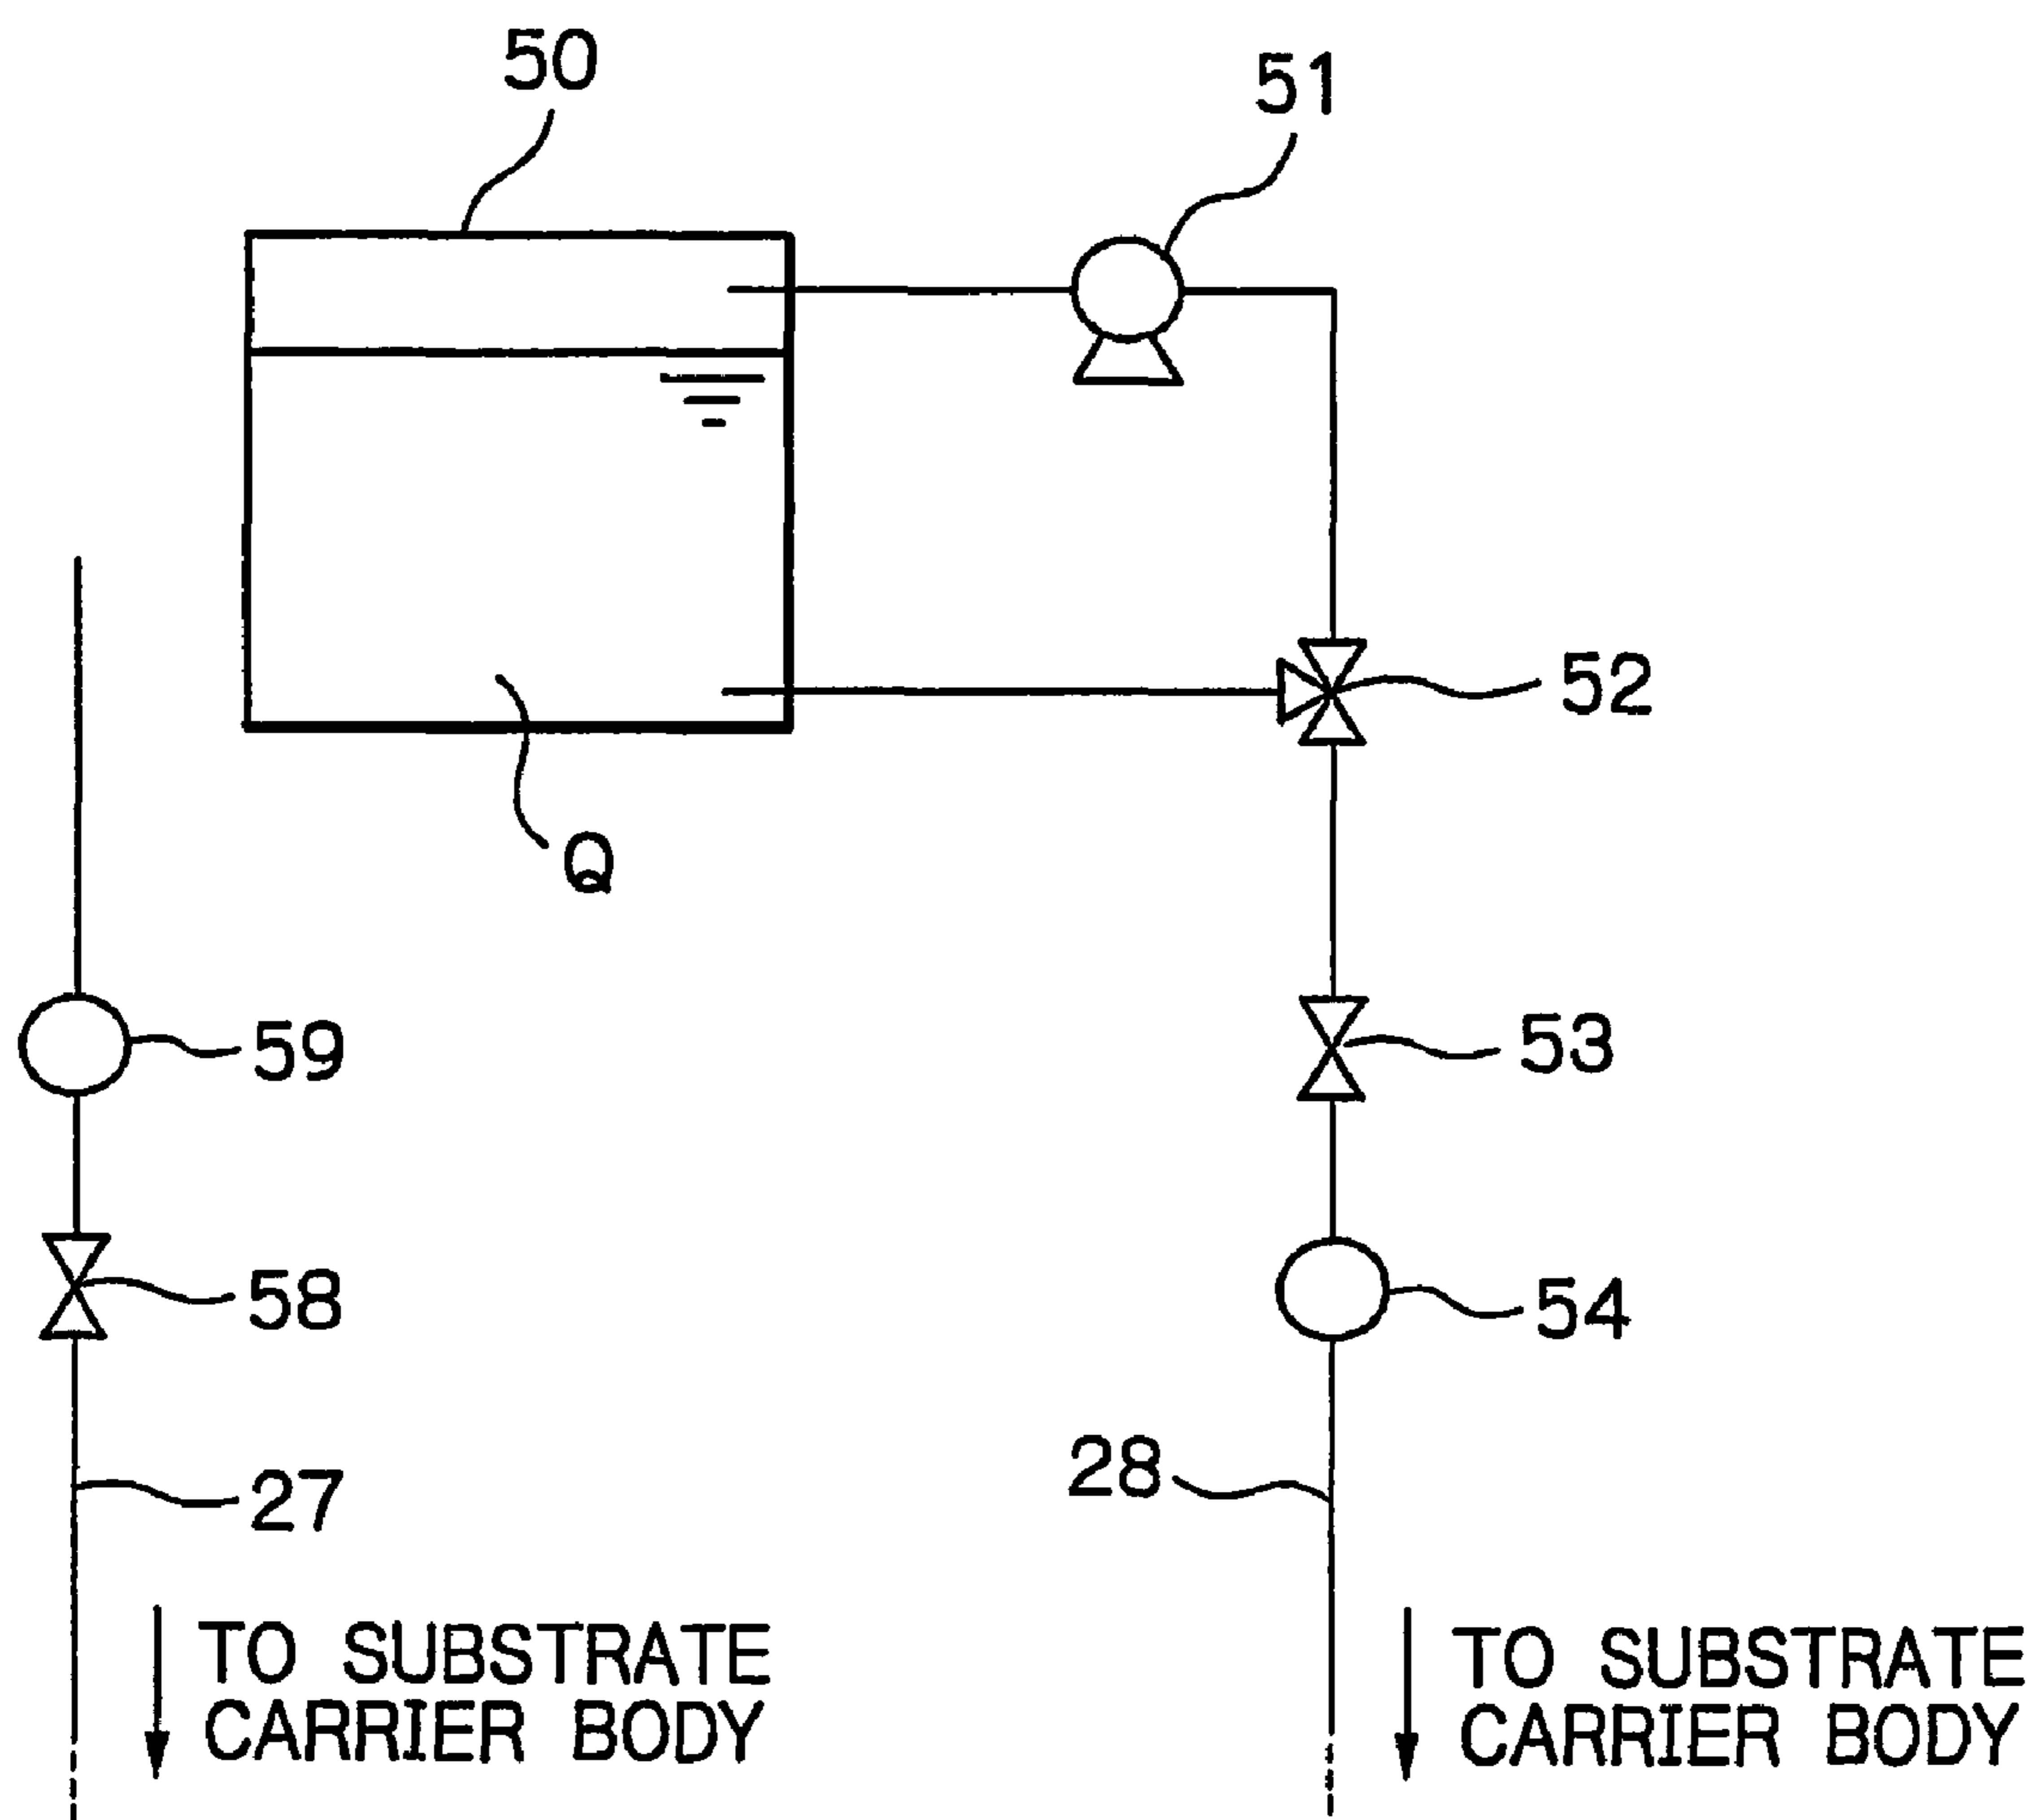 50
51
52
Q
59
53
58
54
28
27
TO SUBSTRATE
CARRIER BODY
TO SUBSTRATE
CARRIER BODY